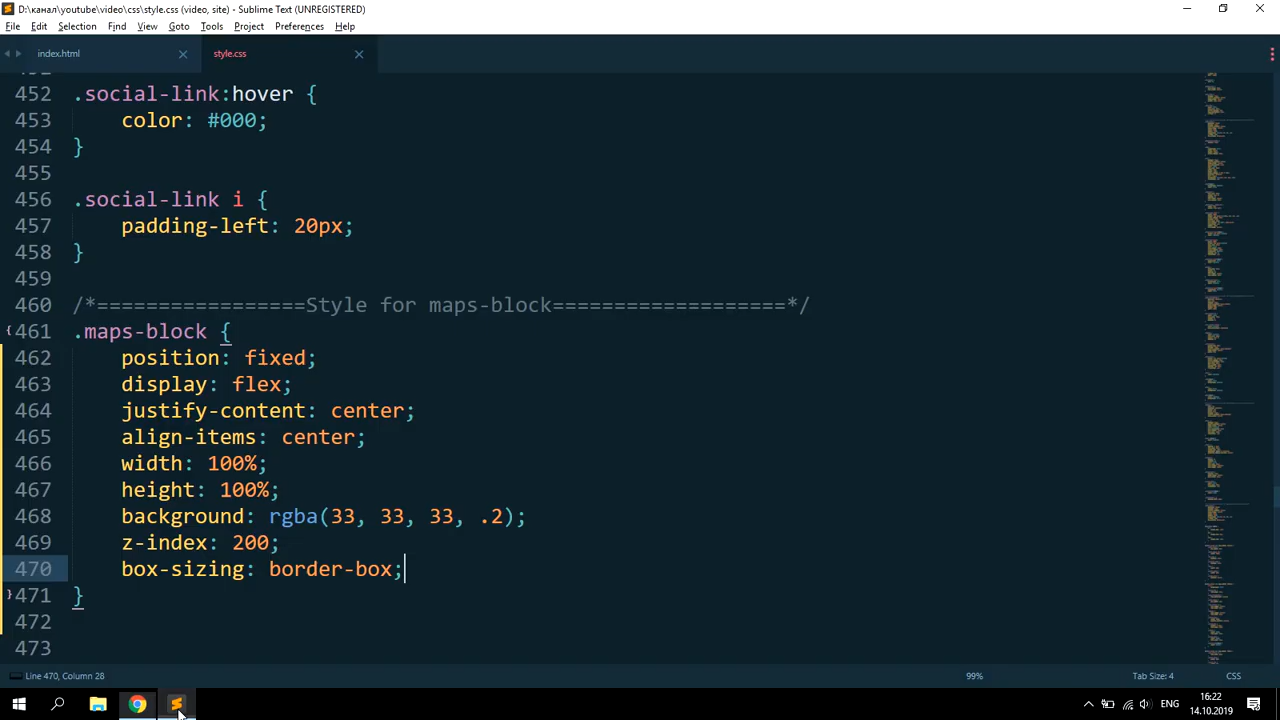 D:\канал\youtube\video\css\style.css (video, site) - Sublime Text (UNREGISTERED)
File Edit Selection Find View Goto Tools Project Preferences Help
index.html style.css
452 .social-link:hover {
453 color: #000;
454 }
455
456 .social-link i {
457 padding-left: 20px;
458 }
459
460 /*=================Style for maps-block===================*/
461 .maps-block {
462 position: fixed;
463 display: flex;
464 justify-content: center;
465 align-items: center;
466 width: 100%;
467 height: 100%;
468 background: rgba(33, 33, 33, .2);
469 z-index: 200;
470 box-sizing: border-box;
471 }
472
473
Line 470, Column 28 99% Tab Size: 4 CSS
ENG 16:22
14.10.2019